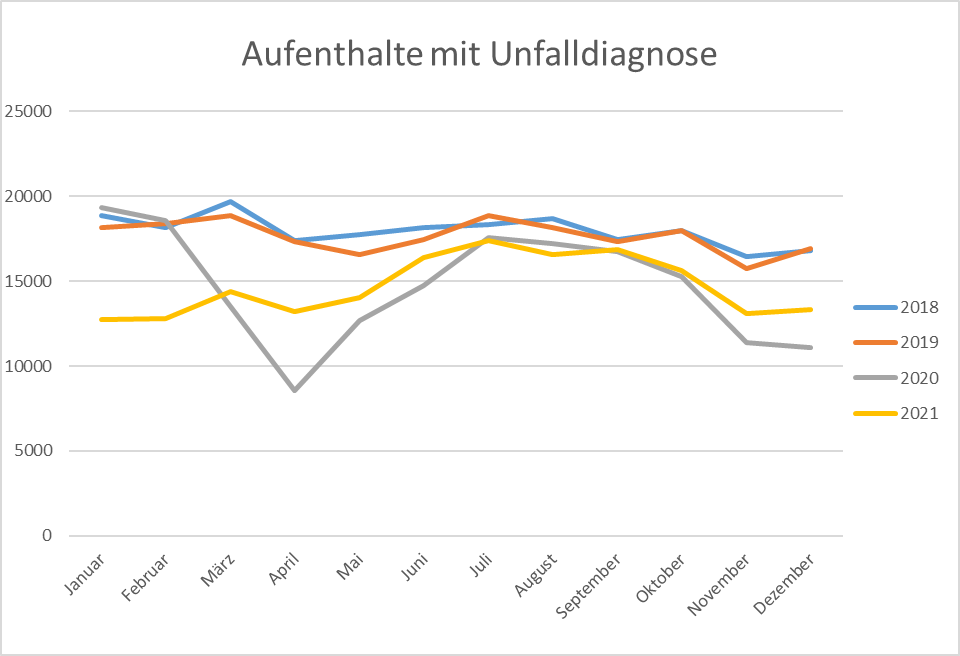 Aufenthalte mit Unfalldiagnose
25000
20000
15000
10000
5000
0
Januar
Februar
März
April
Mai
Juni
Juli
August
September
Oktober
November
Dezember
2018
2019
2020
2021